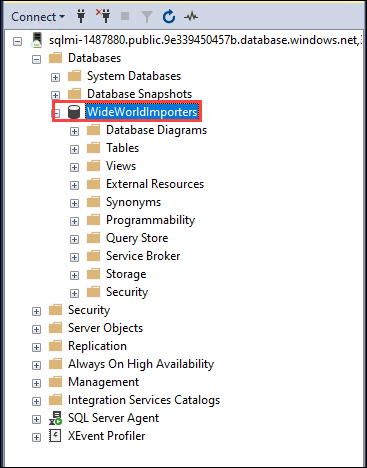 Connect
sqlmi-1487880.public.9e339450457b.database.windows.net,
Databases
System Databases
Database Snapshots
WideWorldImporters
Database Diagrams
Tables
Views
External Resources
Synonyms
Programmability
Query Store
Service Broker
Storage
Security
Security
Server Objects
Replication
Always On High Availability
Management
Integration Services Catalogs
SQL Server Agent
XEvent Profiler